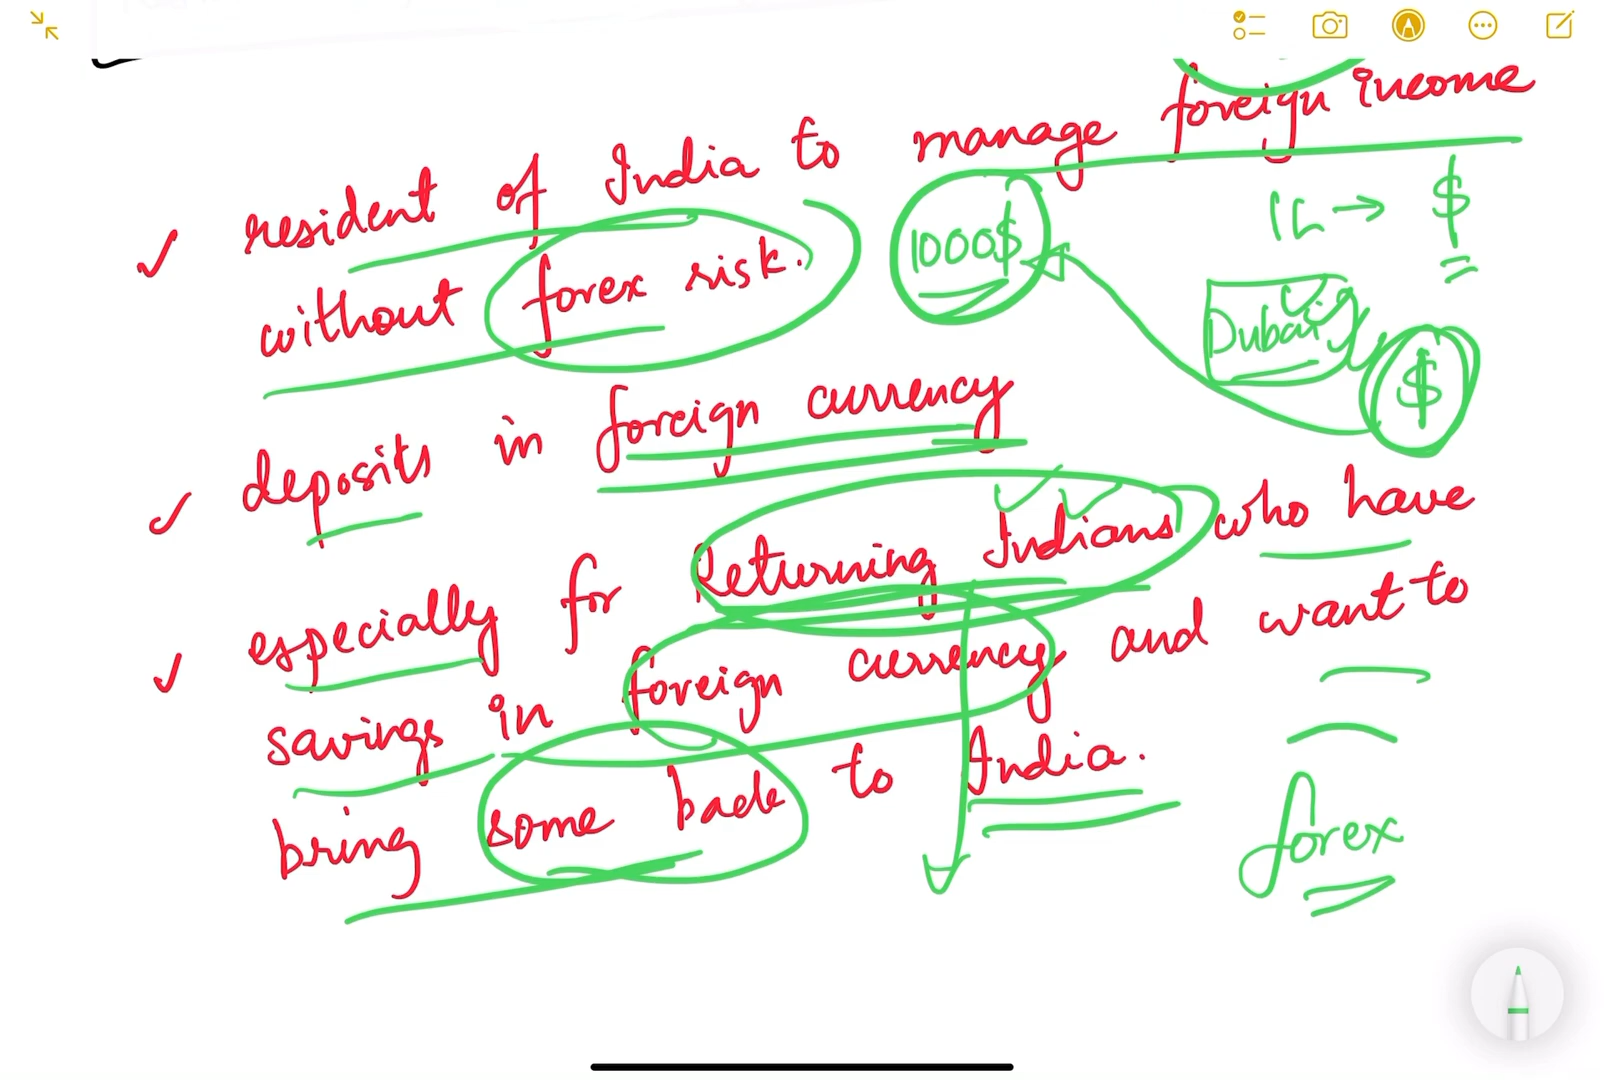 resident of India to manage foreign income
without forex risk.
1000$
1L → $
Dubai
$
deposits in foreign currency
especially for Returning Indians who have
savings in foreign currency and want to
bring some back to India.
forex